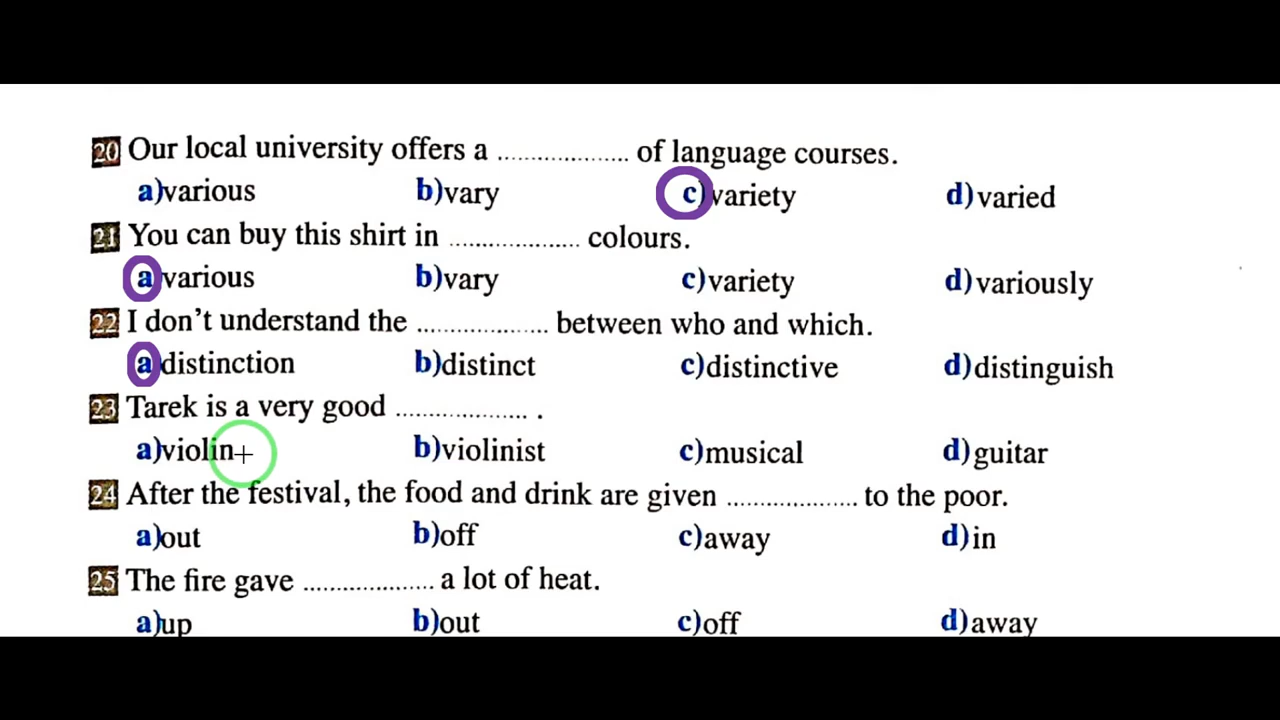 20 Our local university offers a .................... of language courses.
a)various b)vary c)variety d)varied
21 You can buy this shirt in .................... colours.
a)various b)vary c)variety d)variously
22 I don't understand the .................... between who and which.
a)distinction b)distinct c)distinctive d)distinguish
23 Tarek is a very good .................... .
a)violin b)violinist c)musical d)guitar
24 After the festival, the food and drink are given .................... to the poor.
a)out b)off c)away d)in
25 The fire gave .................... a lot of heat.
a)up b)out c)off d)away